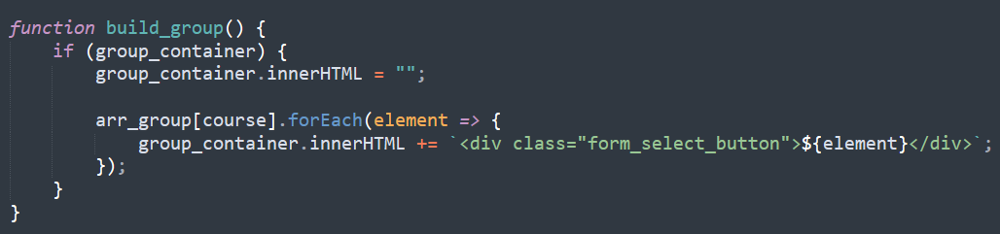 function build_group() {
    if (group_container) {
        group_container.innerHTML = "";

        arr_group[course].forEach(element => {
            group_container.innerHTML += `<div class="form_select_button">${element}</div>`;
        });
    }
}